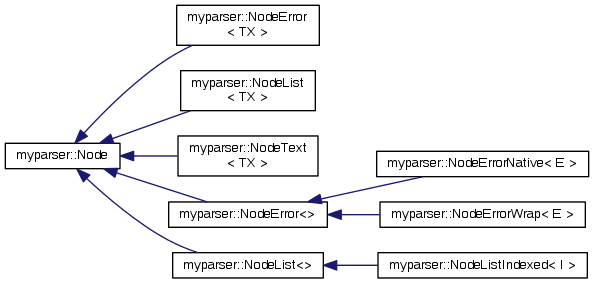 myparser::NodeError
< TX >
myparser::NodeList
< TX >
myparser::Node
myparser::NodeText
< TX >
myparser::NodeErrorNative< E >
myparser::NodeError<>
myparser::NodeErrorWrap< E >
myparser::NodeList<>
myparser::NodeListIndexed< I >